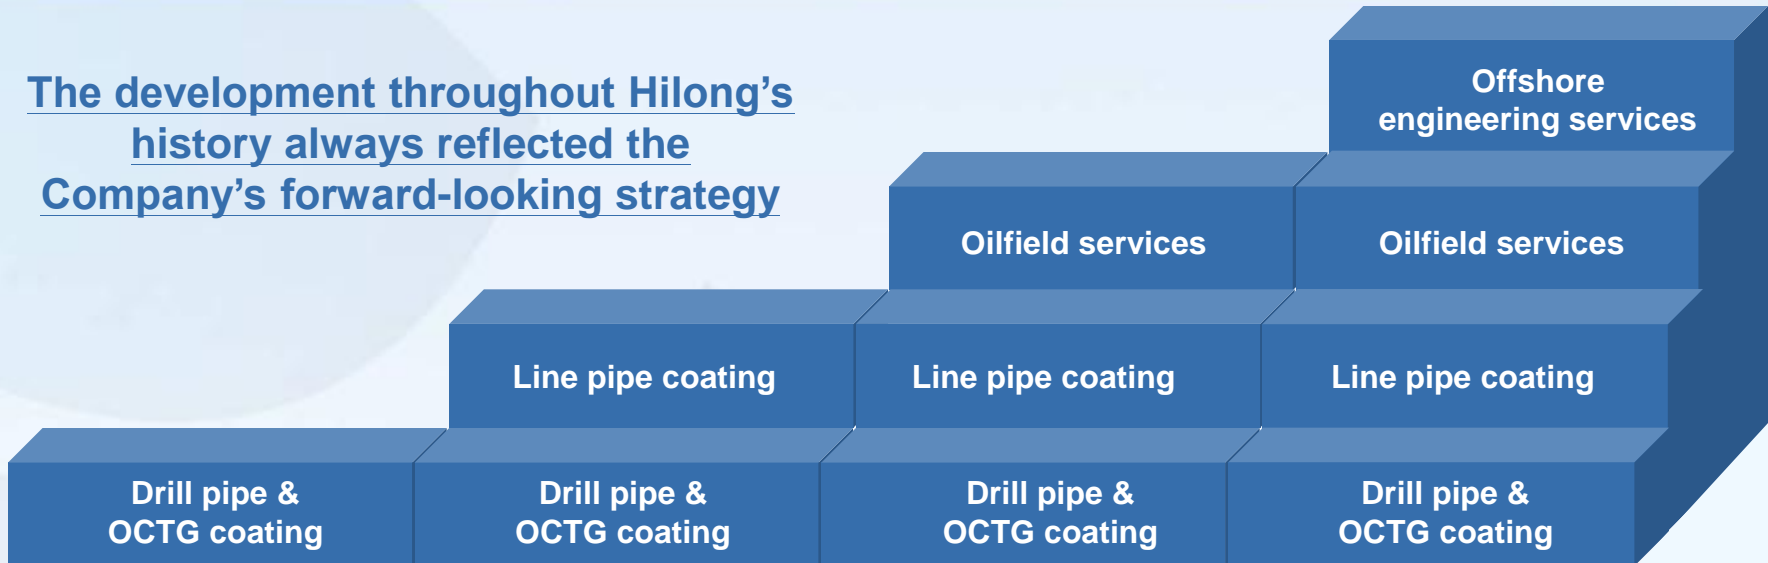 The development throughout Hilong's
history always reflected the
Company's forward-looking strategy
Offshore
engineering services
Oilfield services
Oilfield services
Line pipe coating
Line pipe coating
Line pipe coating
Drill pipe &
OCTG coating
Drill pipe &
OCTG coating
Drill pipe &
OCTG coating
Drill pipe &
OCTG coating